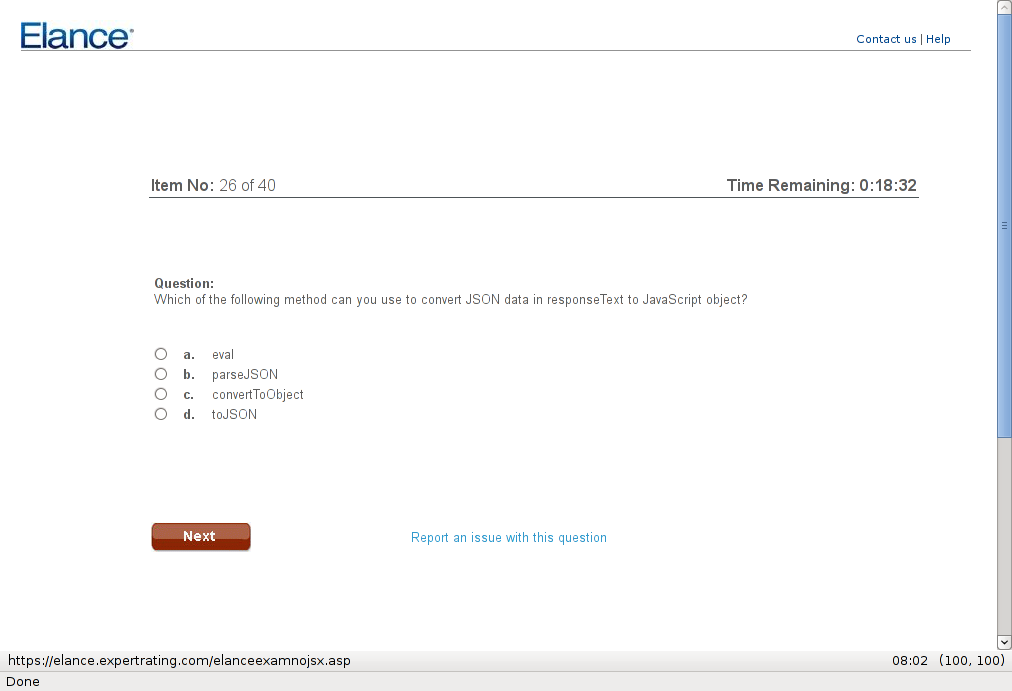 Elance
Contact us | Help
Item No: 26 of 40
Time Remaining: 0:18:32
Question:
Which of the following method can you use to convert JSON data in responseText to JavaScript object?
a. eval
b. parseJSON
c. convertToObject
d. toJSON
Next
Report an issue with this question
https://elance.expertrating.com/elanceexamnojsx.asp
08:02 (100, 100)
Done